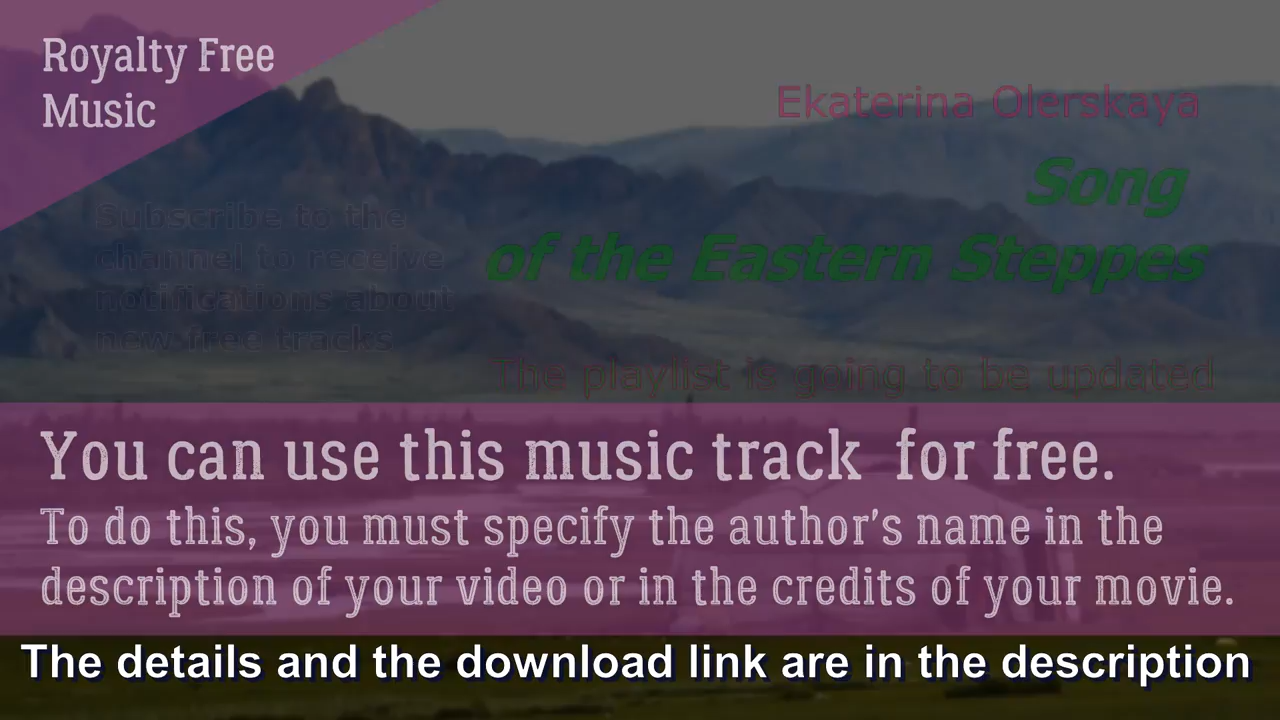 Royalty Free
Music
Ekaterina Olerskaya
Song
of the Eastern Steppes
Subscribe to the
channel to receive
notifications about
new free tracks
The playlist is going to be updated
You can use this music track for free.
To do this, you must specify the author's name in the
description of your video or in the credits of your movie.
The details and the download link are in the description